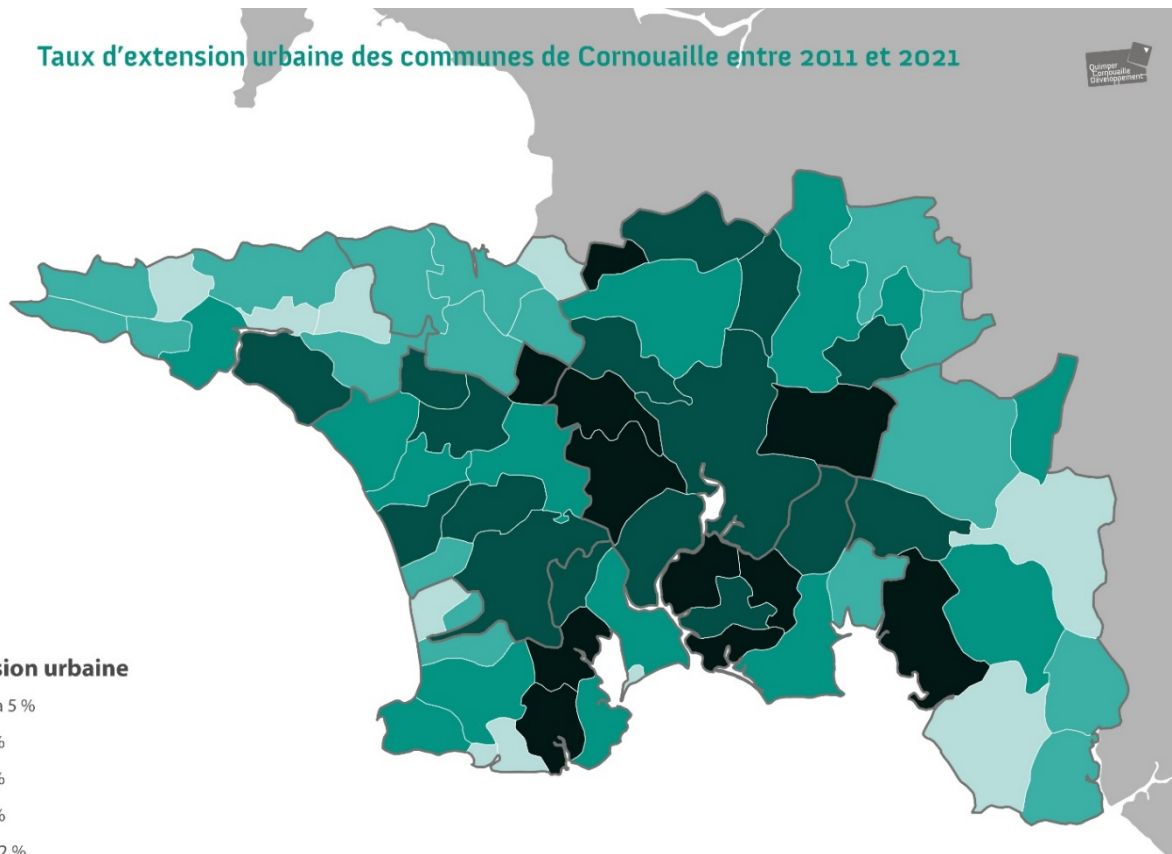 Taux d'extension urbaine des communes de Cornouaille entre 2011 et 2021
Quimper
Cornouaille
Développement
sion urbaine
à 5 %
%
%
%
2 %